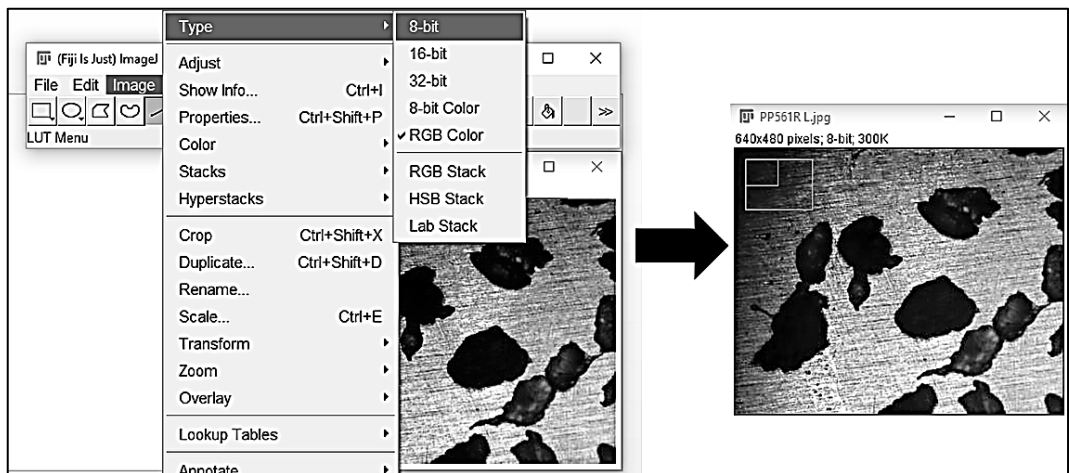 (Fiji Is Just) ImageJ
File Edit Image
LUT Menu
>>
Type
Adjust
Show Info... Ctrl+I
Properties... Ctrl+Shift+P
Color
Stacks
Hyperstacks
Crop Ctrl+Shift+X
Duplicate... Ctrl+Shift+D
Rename...
Scale... Ctrl+E
Transform
Zoom
Overlay
Lookup Tables
Annotate
8-bit
16-bit
32-bit
8-bit Color
✓ RGB Color
RGB Stack
HSB Stack
Lab Stack
PP561R L.jpg
640x480 pixels; 8-bit; 300K